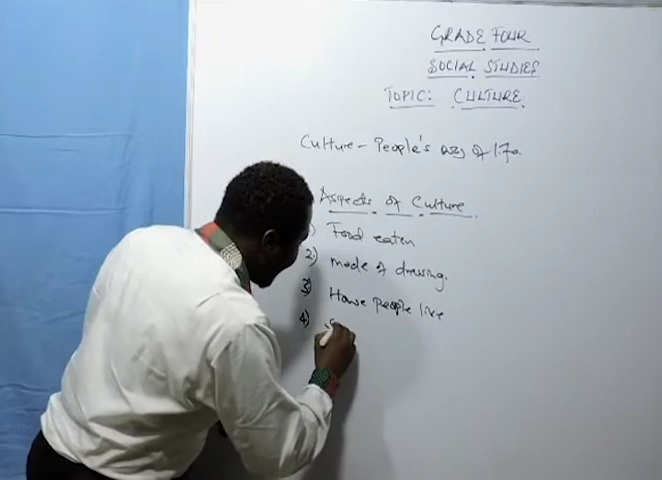 GRADE FOUR
SOCIAL STUDIES
TOPIC: CULTURE.
Culture - People's way of life.
Aspects of Culture.
1) Food eaten
2) mode of dressing.
3) House people live
4) S